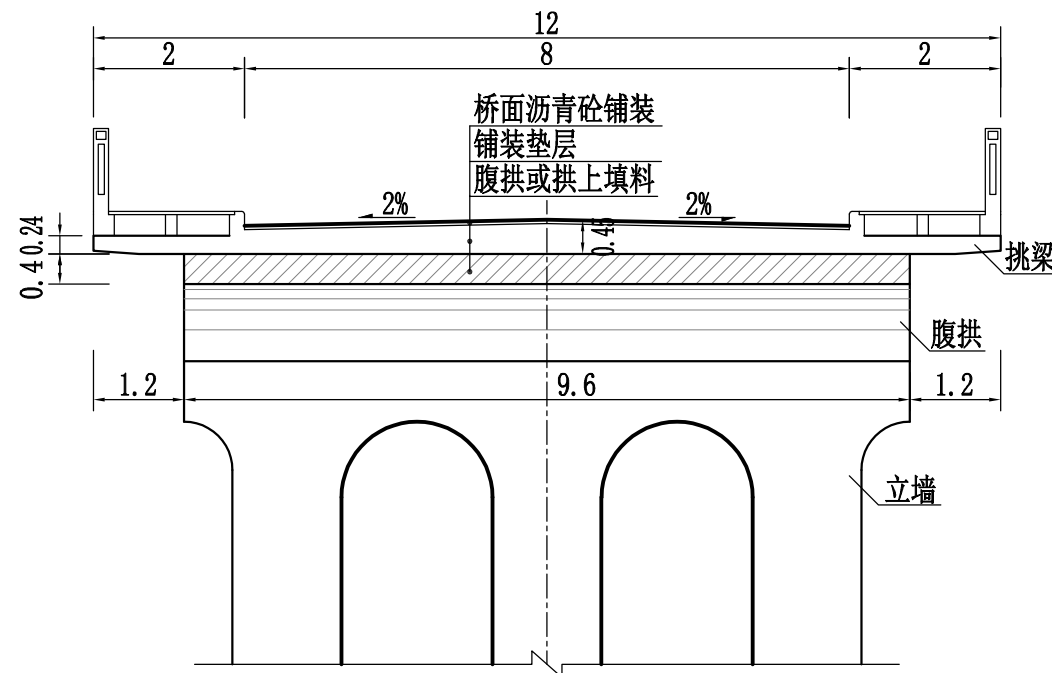 12
2
8
2
桥面沥青砼铺装
铺装垫层
腹拱或拱上填料
2%
2%
0.24
0.45
0.4
挑梁
腹拱
1.2
9.6
1.2
立墙